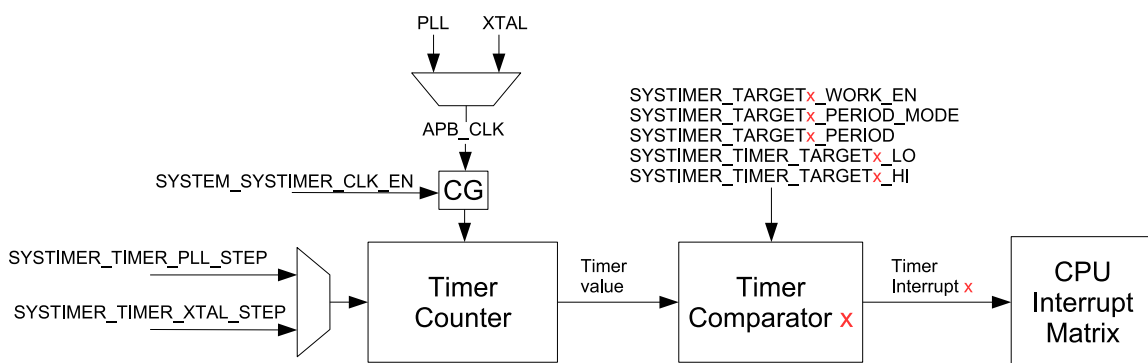 PLL XTAL
APB_CLK
SYSTEM_SYSTIMER_CLK_EN
CG
SYSTIMER_TARGETx_WORK_EN
SYSTIMER_TARGETx_PERIOD_MODE
SYSTIMER_TARGETx_PERIOD
SYSTIMER_TIMER_TARGETx_LO
SYSTIMER_TIMER_TARGETx_HI
SYSTIMER_TIMER_PLL_STEP
SYSTIMER_TIMER_XTAL_STEP
Timer
Counter
Timer
value
Timer
Comparator x
Timer
Interrupt x
CPU
Interrupt
Matrix